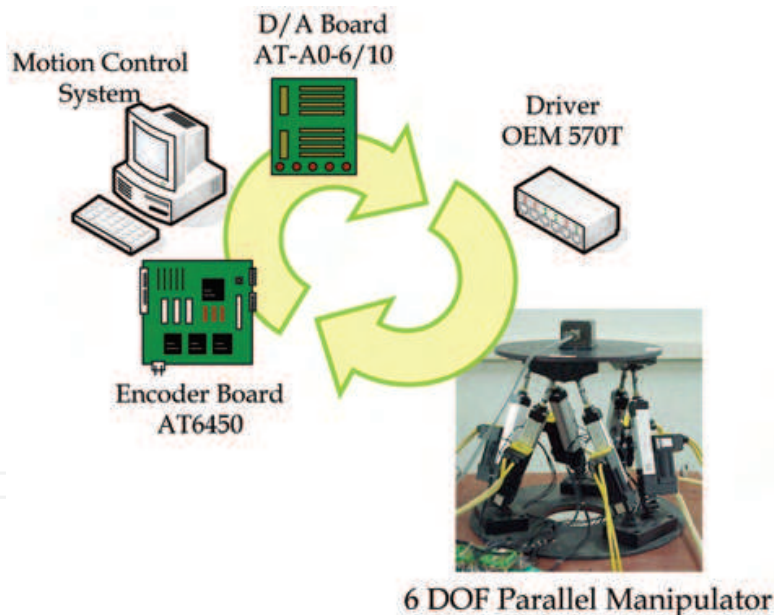 D/A Board
AT-A0-6/10
Motion Control
System
Driver
OEM 570T
Encoder Board
AT6450
6 DOF Parallel Manipulator